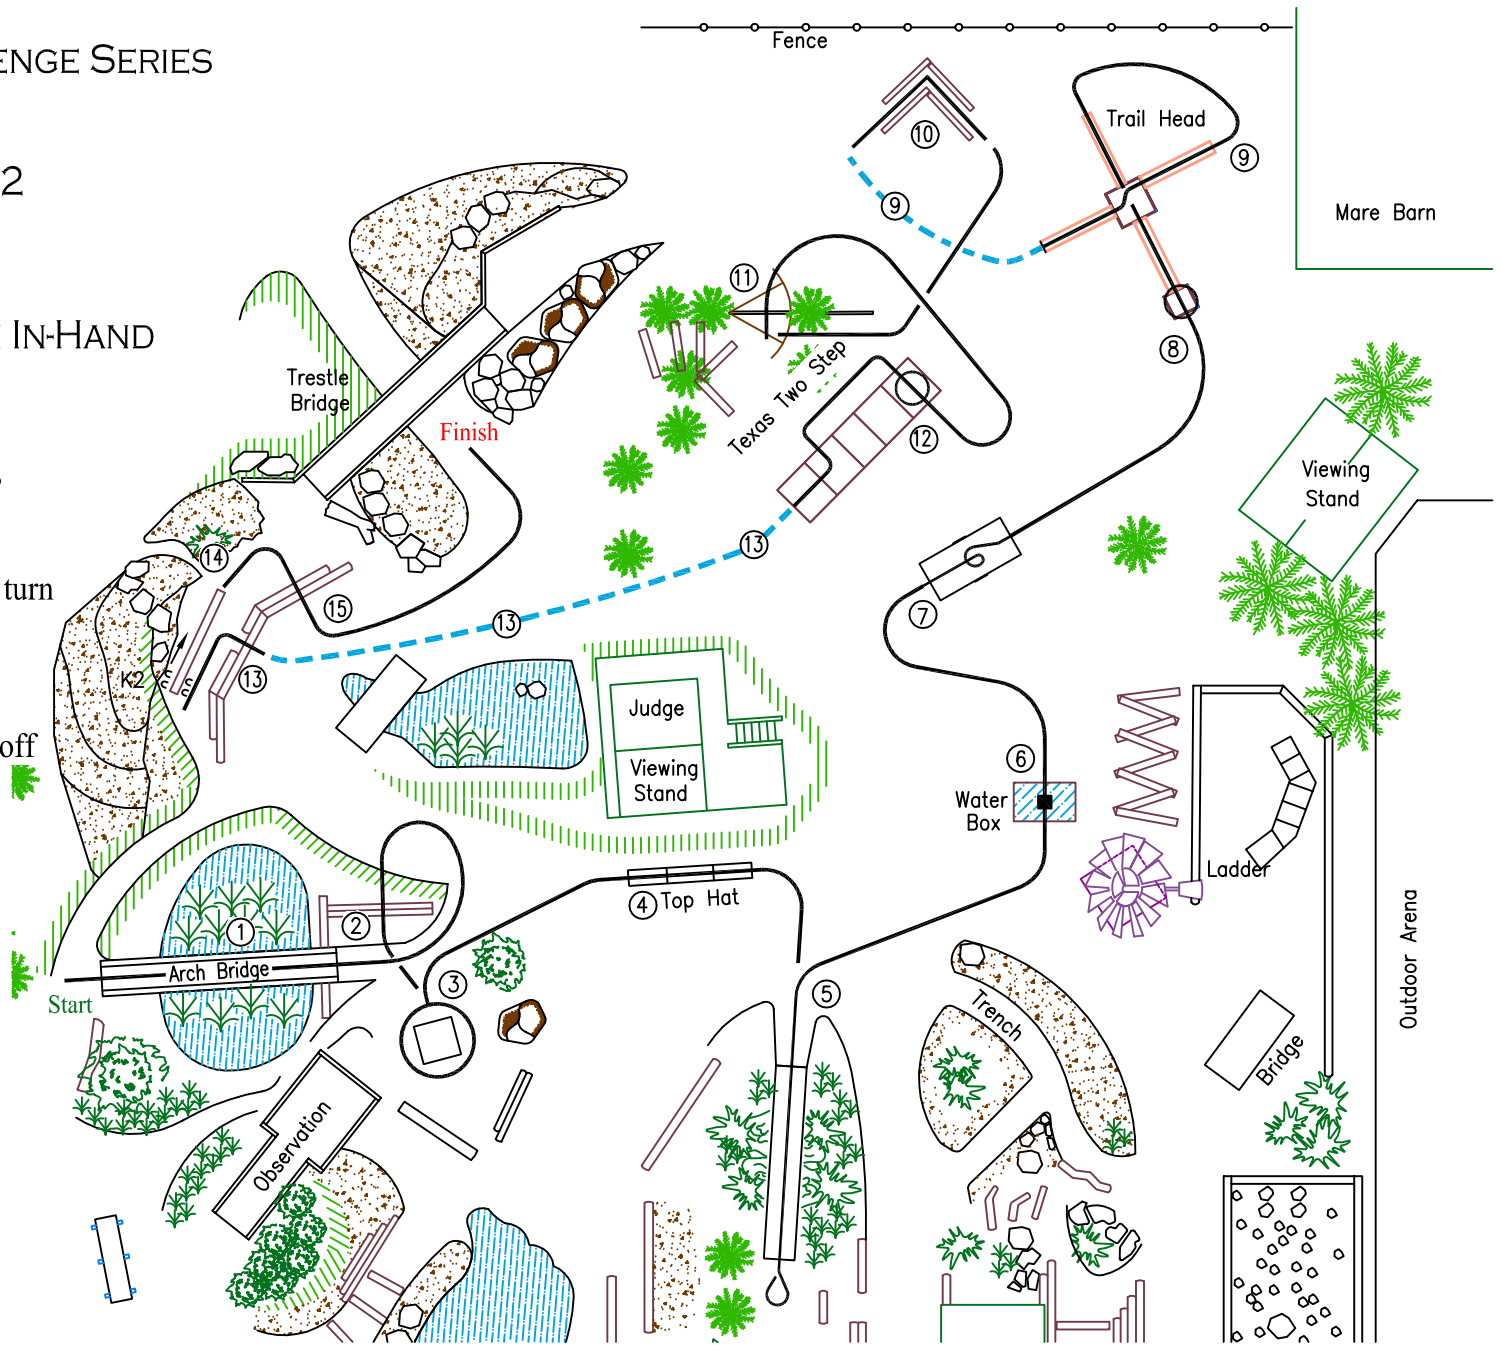 ENGE SERIES
2
IN-HAND
turn
off
Fence
10
Trail Head
9
9
Mare Barn
11
8
Trestle
Bridge
Finish
Texas Two Step
12
Viewing
Stand
13
14
7
15
13
13
K2
Judge
Viewing
Stand
6
Water
Box
Ladder
4
Top Hat
2
1
Arch Bridge
Start
3
5
Trench
Outdoor Arena
Bridge
Observation